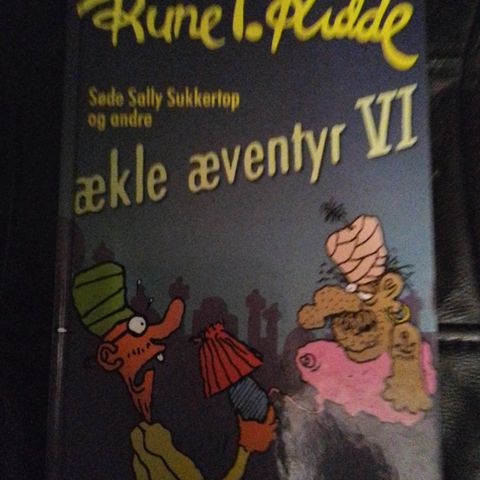 Rune T. Kidde
Søde Sally Sukkertop
og andre
ækle æventyr VI